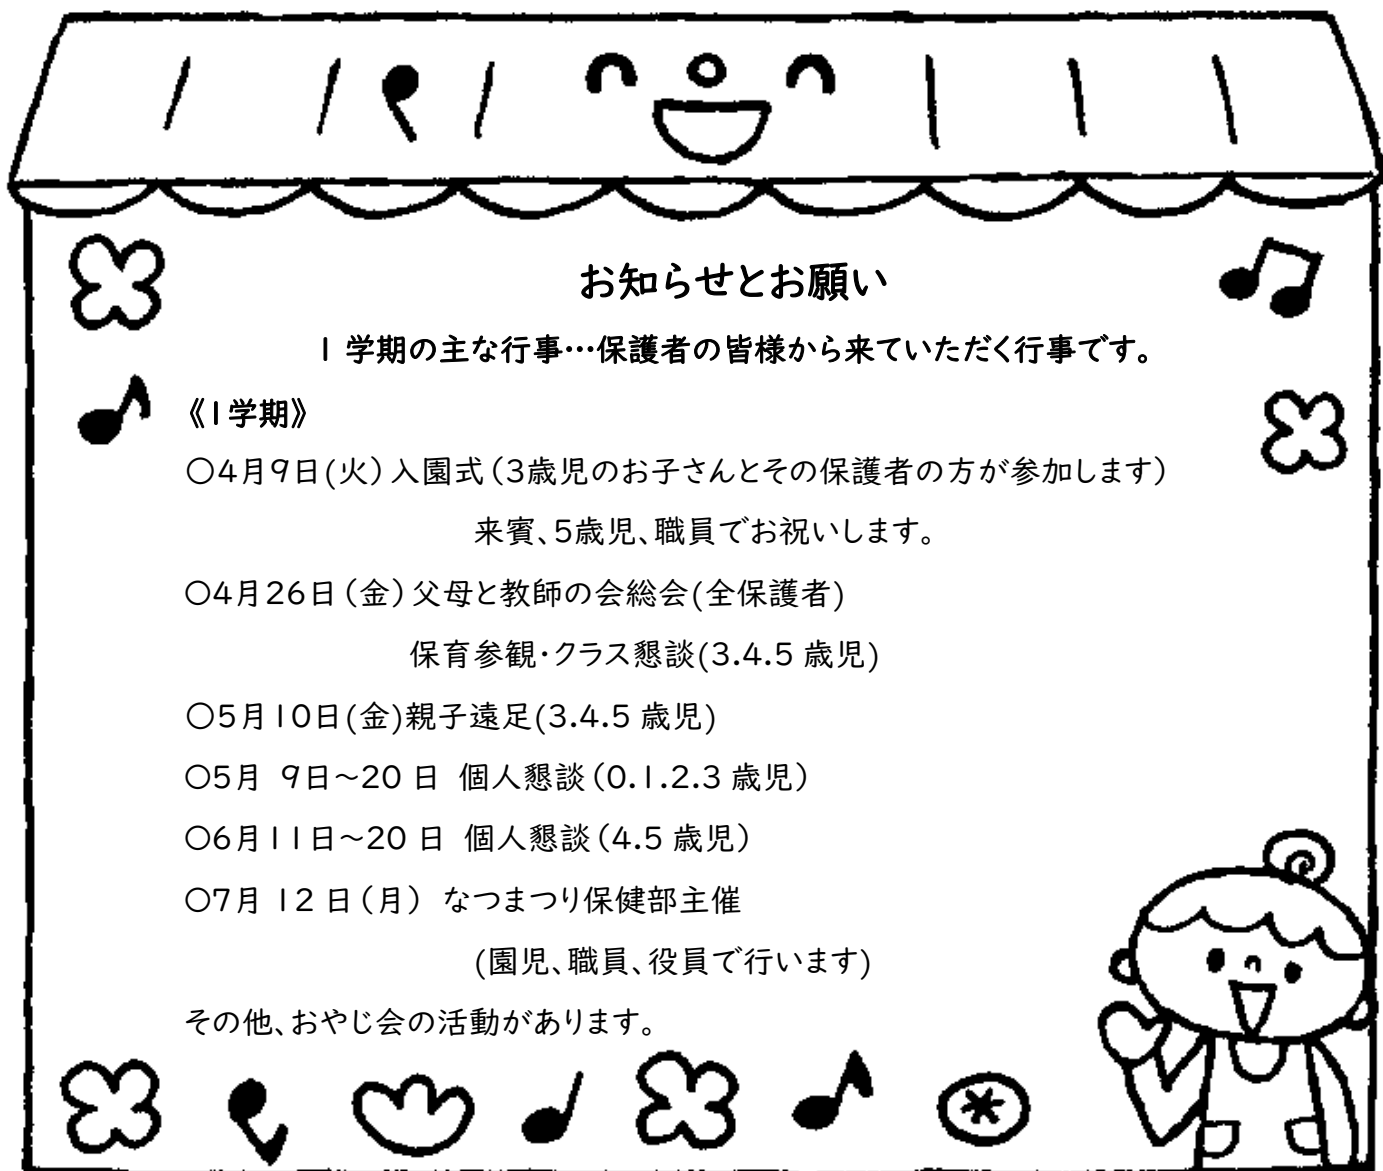 お知らせとお願い
1 学期の主な行事…保護者の皆様から来ていただく行事です。
《1学期》
○4月9日(火)入園式(3歳児のお子さんとその保護者の方が参加します)
来賓、5歳児、職員でお祝いします。
○4月26日(金)父母と教師の会総会(全保護者)
保育参観・クラス懇談(3.4.5 歳児)
○5月10日(金)親子遠足(3.4.5 歳児)
○5月 9日～20 日 個人懇談(0.1.2.3 歳児)
○6月11日～20 日 個人懇談(4.5 歳児)
○7月 12 日(月) なつまつり保健部主催
(園児、職員、役員で行います)
その他、おやじ会の活動があります。